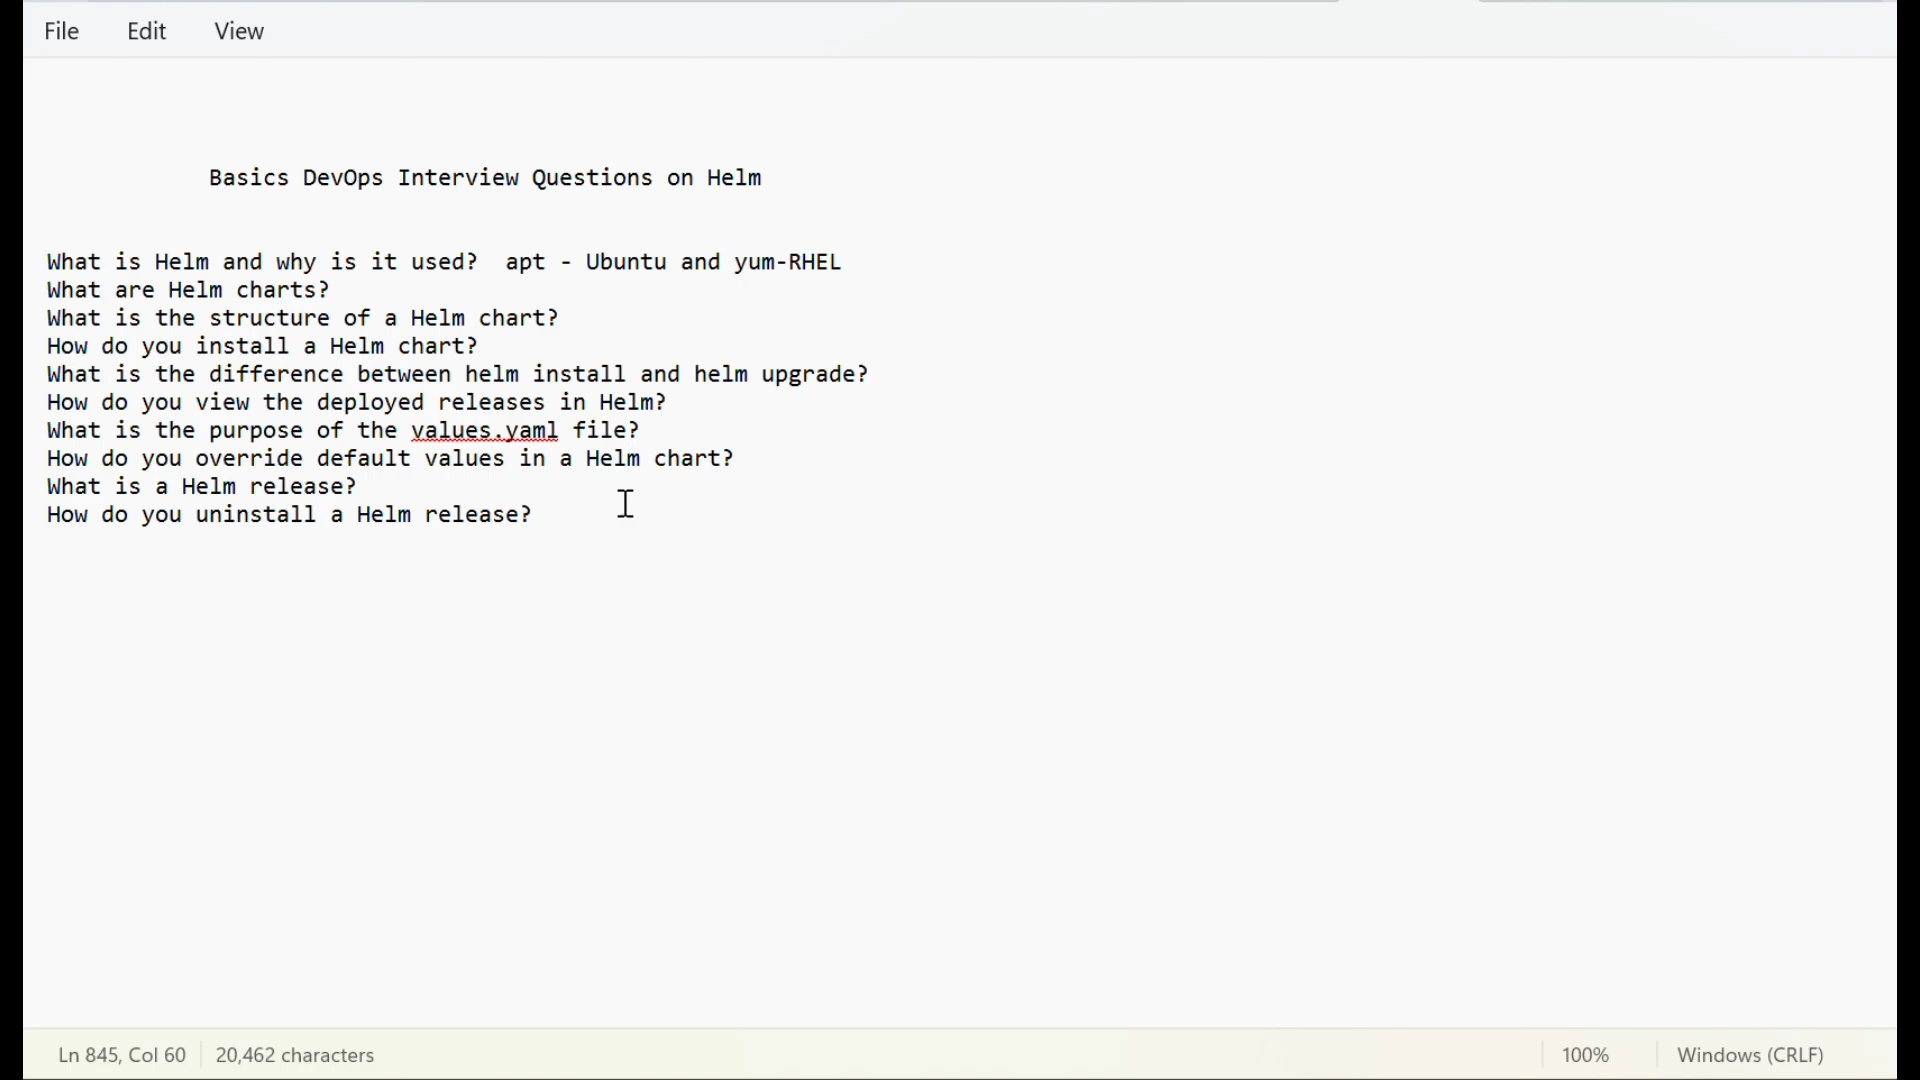 File Edit View
Basics DevOps Interview Questions on Helm
What is Helm and why is it used?  apt - Ubuntu and yum-RHEL
What are Helm charts?
What is the structure of a Helm chart?
How do you install a Helm chart?
What is the difference between helm install and helm upgrade?
How do you view the deployed releases in Helm?
What is the purpose of the values.yaml file?
How do you override default values in a Helm chart?
What is a Helm release?
How do you uninstall a Helm release?
Ln 845, Col 60 20,462 characters 100% Windows (CRLF)